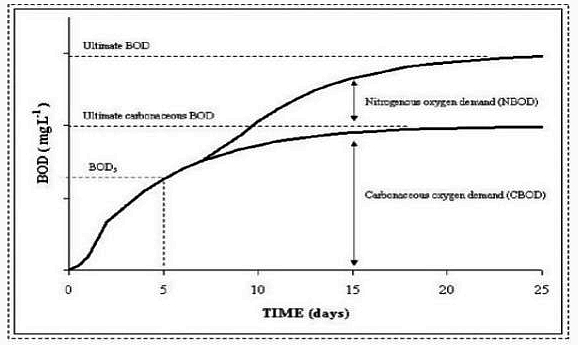 Ultimate BOD
Nitrogenous oxygen demand (NBOD)
Ultimate carbonaceous BOD
BOD5
Carbonaceous oxygen demand (CBOD)
BOD (mgL-1)
0 5 10 15 20 25
TIME (days)